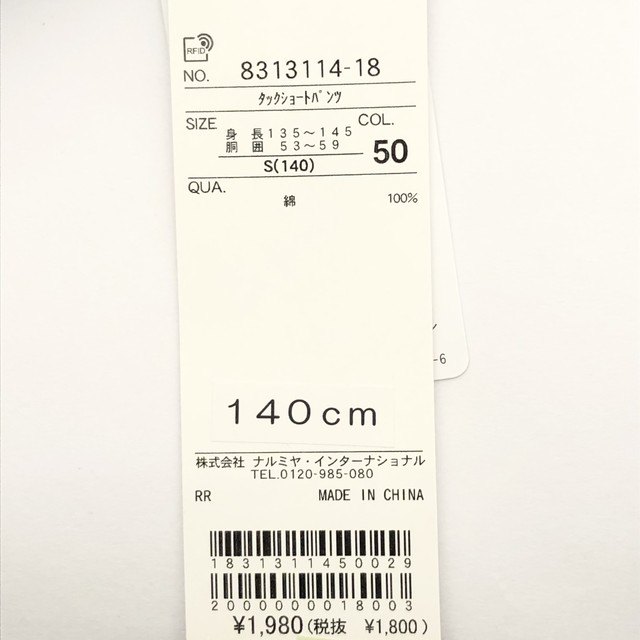 RFID
NO. 8313114-18
ﾀｯｸｼｮｰﾄﾊﾟﾝﾂ
SIZE COL.
身 長 135～145
胴 囲 53～59
50
S(140)
QUA.
綿 100%
-6
140cm
株式会社 ナルミヤ・インターナショナル
TEL.0120-985-080
RR MADE IN CHINA
1831311450029
2000000018003
¥1,980(税抜 ¥1,800)